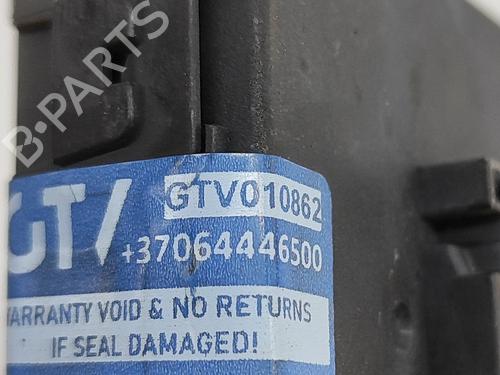 B-PARTS
GTV010862
GTV
+37064446500
WARRANTY VOID & NO RETURNS
IF SEAL DAMAGED!